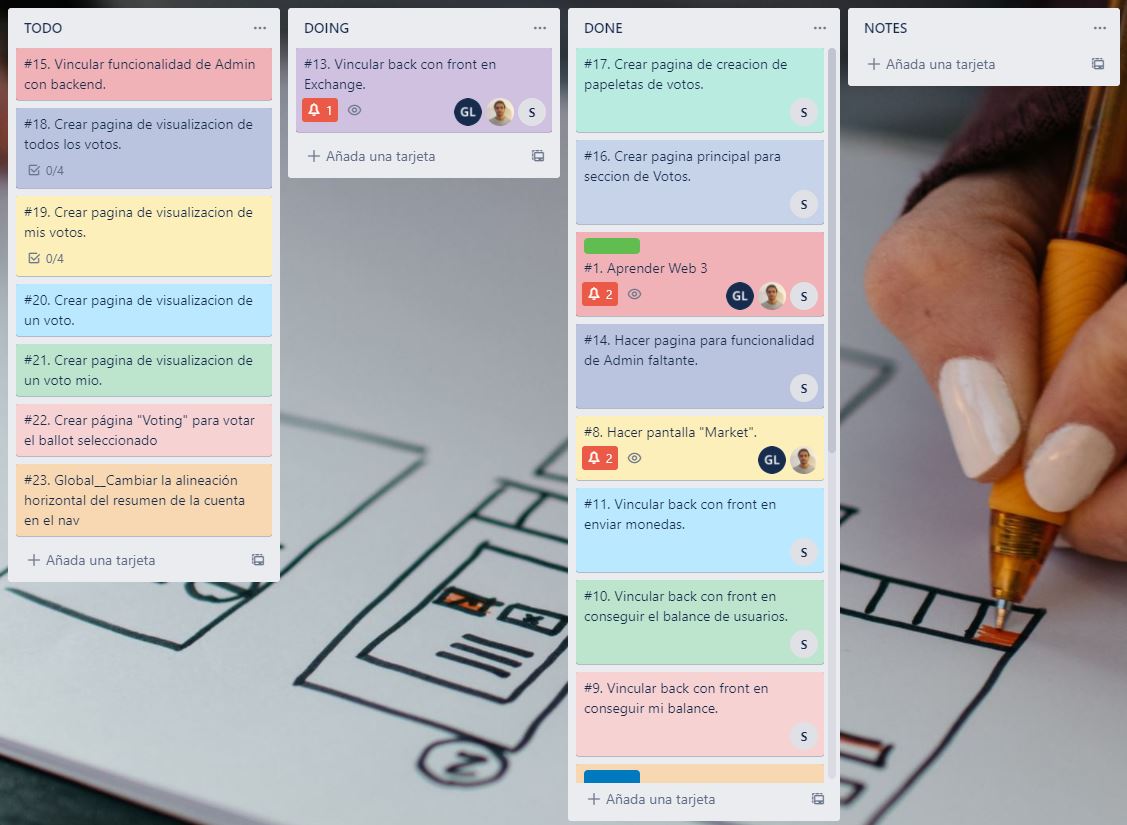 TODO
#15. Vincular funcionalidad de Admin
con backend.
#18. Crear pagina de visualizacion de
todos los votos.
0/4
#19. Crear pagina de visualizacion de
mis votos.
0/4
#20. Crear pagina de visualizacion de
un voto.
#21. Crear pagina de visualizacion de
un voto mio.
#22. Crear página "Voting" para votar
el ballot seleccionado
#23. Global__Cambiar la alineación
horizontal del resumen de la cuenta
en el nav
Añada una tarjeta
DOING
#13. Vincular back con front en
Exchange.
1
GL
S
Añada una tarjeta
DONE
#17. Crear pagina de creacion de
papeletas de votos.
S
#16. Crear pagina principal para
seccion de Votos.
S
#1. Aprender Web 3
2
GL
S
#14. Hacer pagina para funcionalidad
de Admin faltante.
S
#8. Hacer pantalla "Market".
2
GL
#11. Vincular back con front en
enviar monedas.
S
#10. Vincular back con front en
conseguir el balance de usuarios.
S
#9. Vincular back con front en
conseguir mi balance.
S
Añada una tarjeta
NOTES
Añada una tarjeta